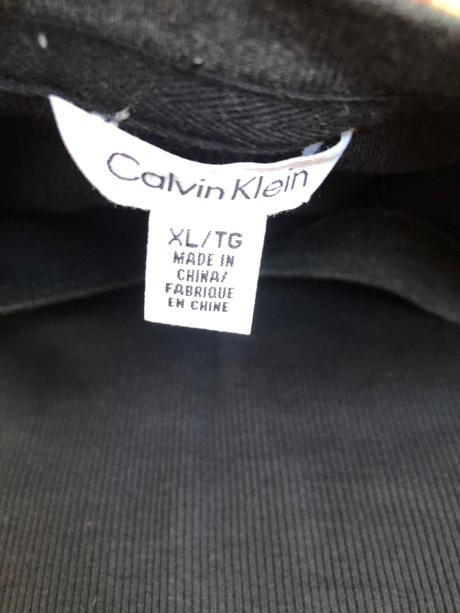 Calvin Klein
XL/TG
MADE IN
CHINA/
FABRIQUE
EN CHINE